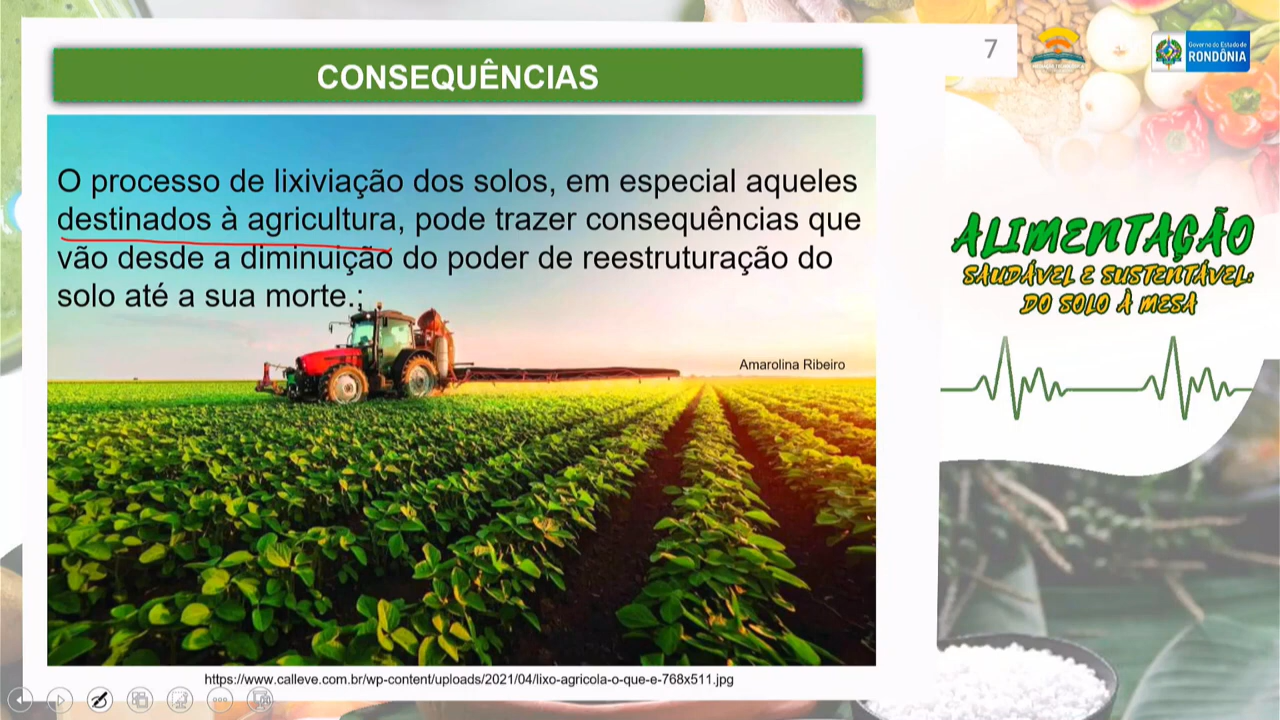 CONSEQUÊNCIAS
7
Governo do Estado de
RONDÔNIA
O processo de lixiviação dos solos, em especial aqueles
destinados à agricultura, pode trazer consequências que
vão desde a diminuição do poder de reestruturação do
solo até a sua morte.;
Amarolina Ribeiro
ALIMENTAÇÃO
SAUDÁVEL E SUSTENTÁVEL:
DO SOLO À MESA
https://www.calleve.com.br/wp-content/uploads/2021/04/lixo-agricola-o-que-e-768x511.jpg